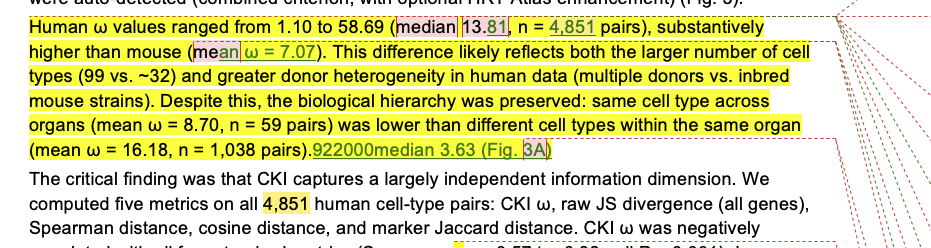 Human ω values ranged from 1.10 to 58.69 (median 13.81, n = 4,851 pairs), substantively
higher than mouse (mean ω = 7.07). This difference likely reflects both the larger number of cell
types (99 vs. ~32) and greater donor heterogeneity in human data (multiple donors vs. inbred
mouse strains). Despite this, the biological hierarchy was preserved: same cell type across
organs (mean ω = 8.70, n = 59 pairs) was lower than different cell types within the same organ
(mean ω = 16.18, n = 1,038 pairs).922000median 3.63 (Fig. 3A)
The critical finding was that CKI captures a largely independent information dimension. We
computed five metrics on all 4,851 human cell-type pairs: CKI ω, raw JS divergence (all genes),
Spearman distance, cosine distance, and marker Jaccard distance. CKI ω was negatively